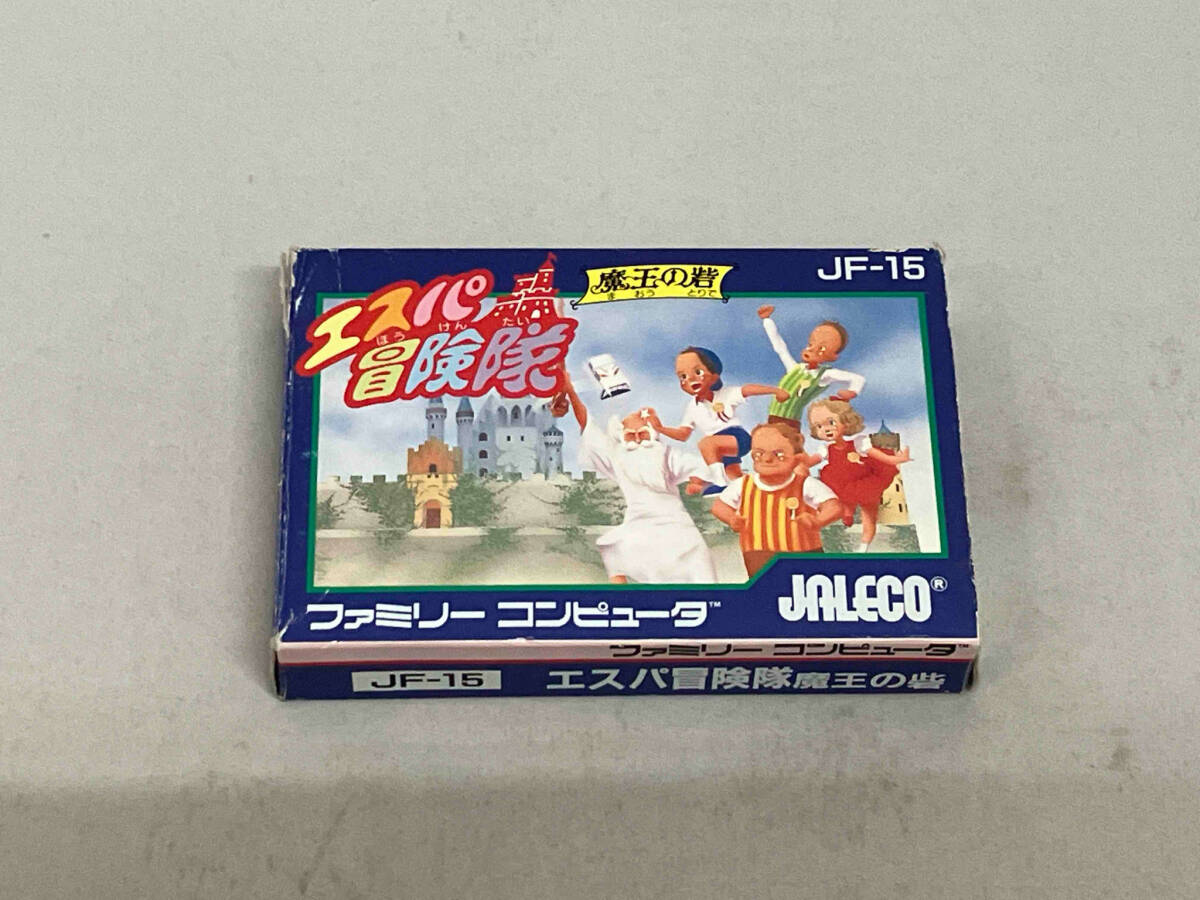 エスパ
冒険隊
ぼうけんたい
魔王の砦
まおうとりで
JF-15
ファミリーコンピュータ™
JALECO®
ファミリーコンピュータ™
JF-15
エスパ冒険隊魔王の砦